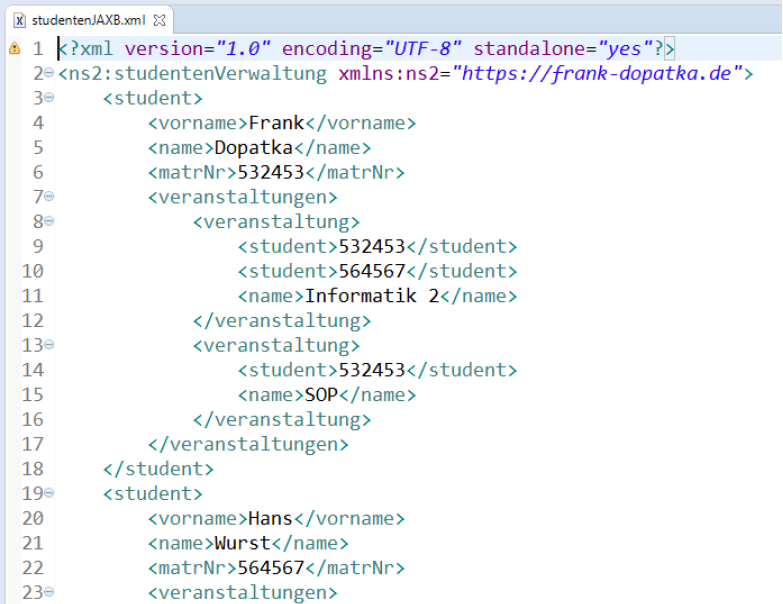 studentenJAXB.xml
1 <?xml version="1.0" encoding="UTF-8" standalone="yes"?>
2 <ns2:studentenVerwaltung xmlns:ns2="https://frank-dopatka.de">
3     <student>
4         <vorname>Frank</vorname>
5         <name>Dopatka</name>
6         <matrNr>532453</matrNr>
7         <veranstaltungen>
8             <veranstaltung>
9                 <student>532453</student>
10                 <student>564567</student>
11                 <name>Informatik 2</name>
12             </veranstaltung>
13             <veranstaltung>
14                 <student>532453</student>
15                 <name>SOP</name>
16             </veranstaltung>
17         </veranstaltungen>
18     </student>
19     <student>
20         <vorname>Hans</vorname>
21         <name>Wurst</name>
22         <matrNr>564567</matrNr>
23         <veranstaltungen>